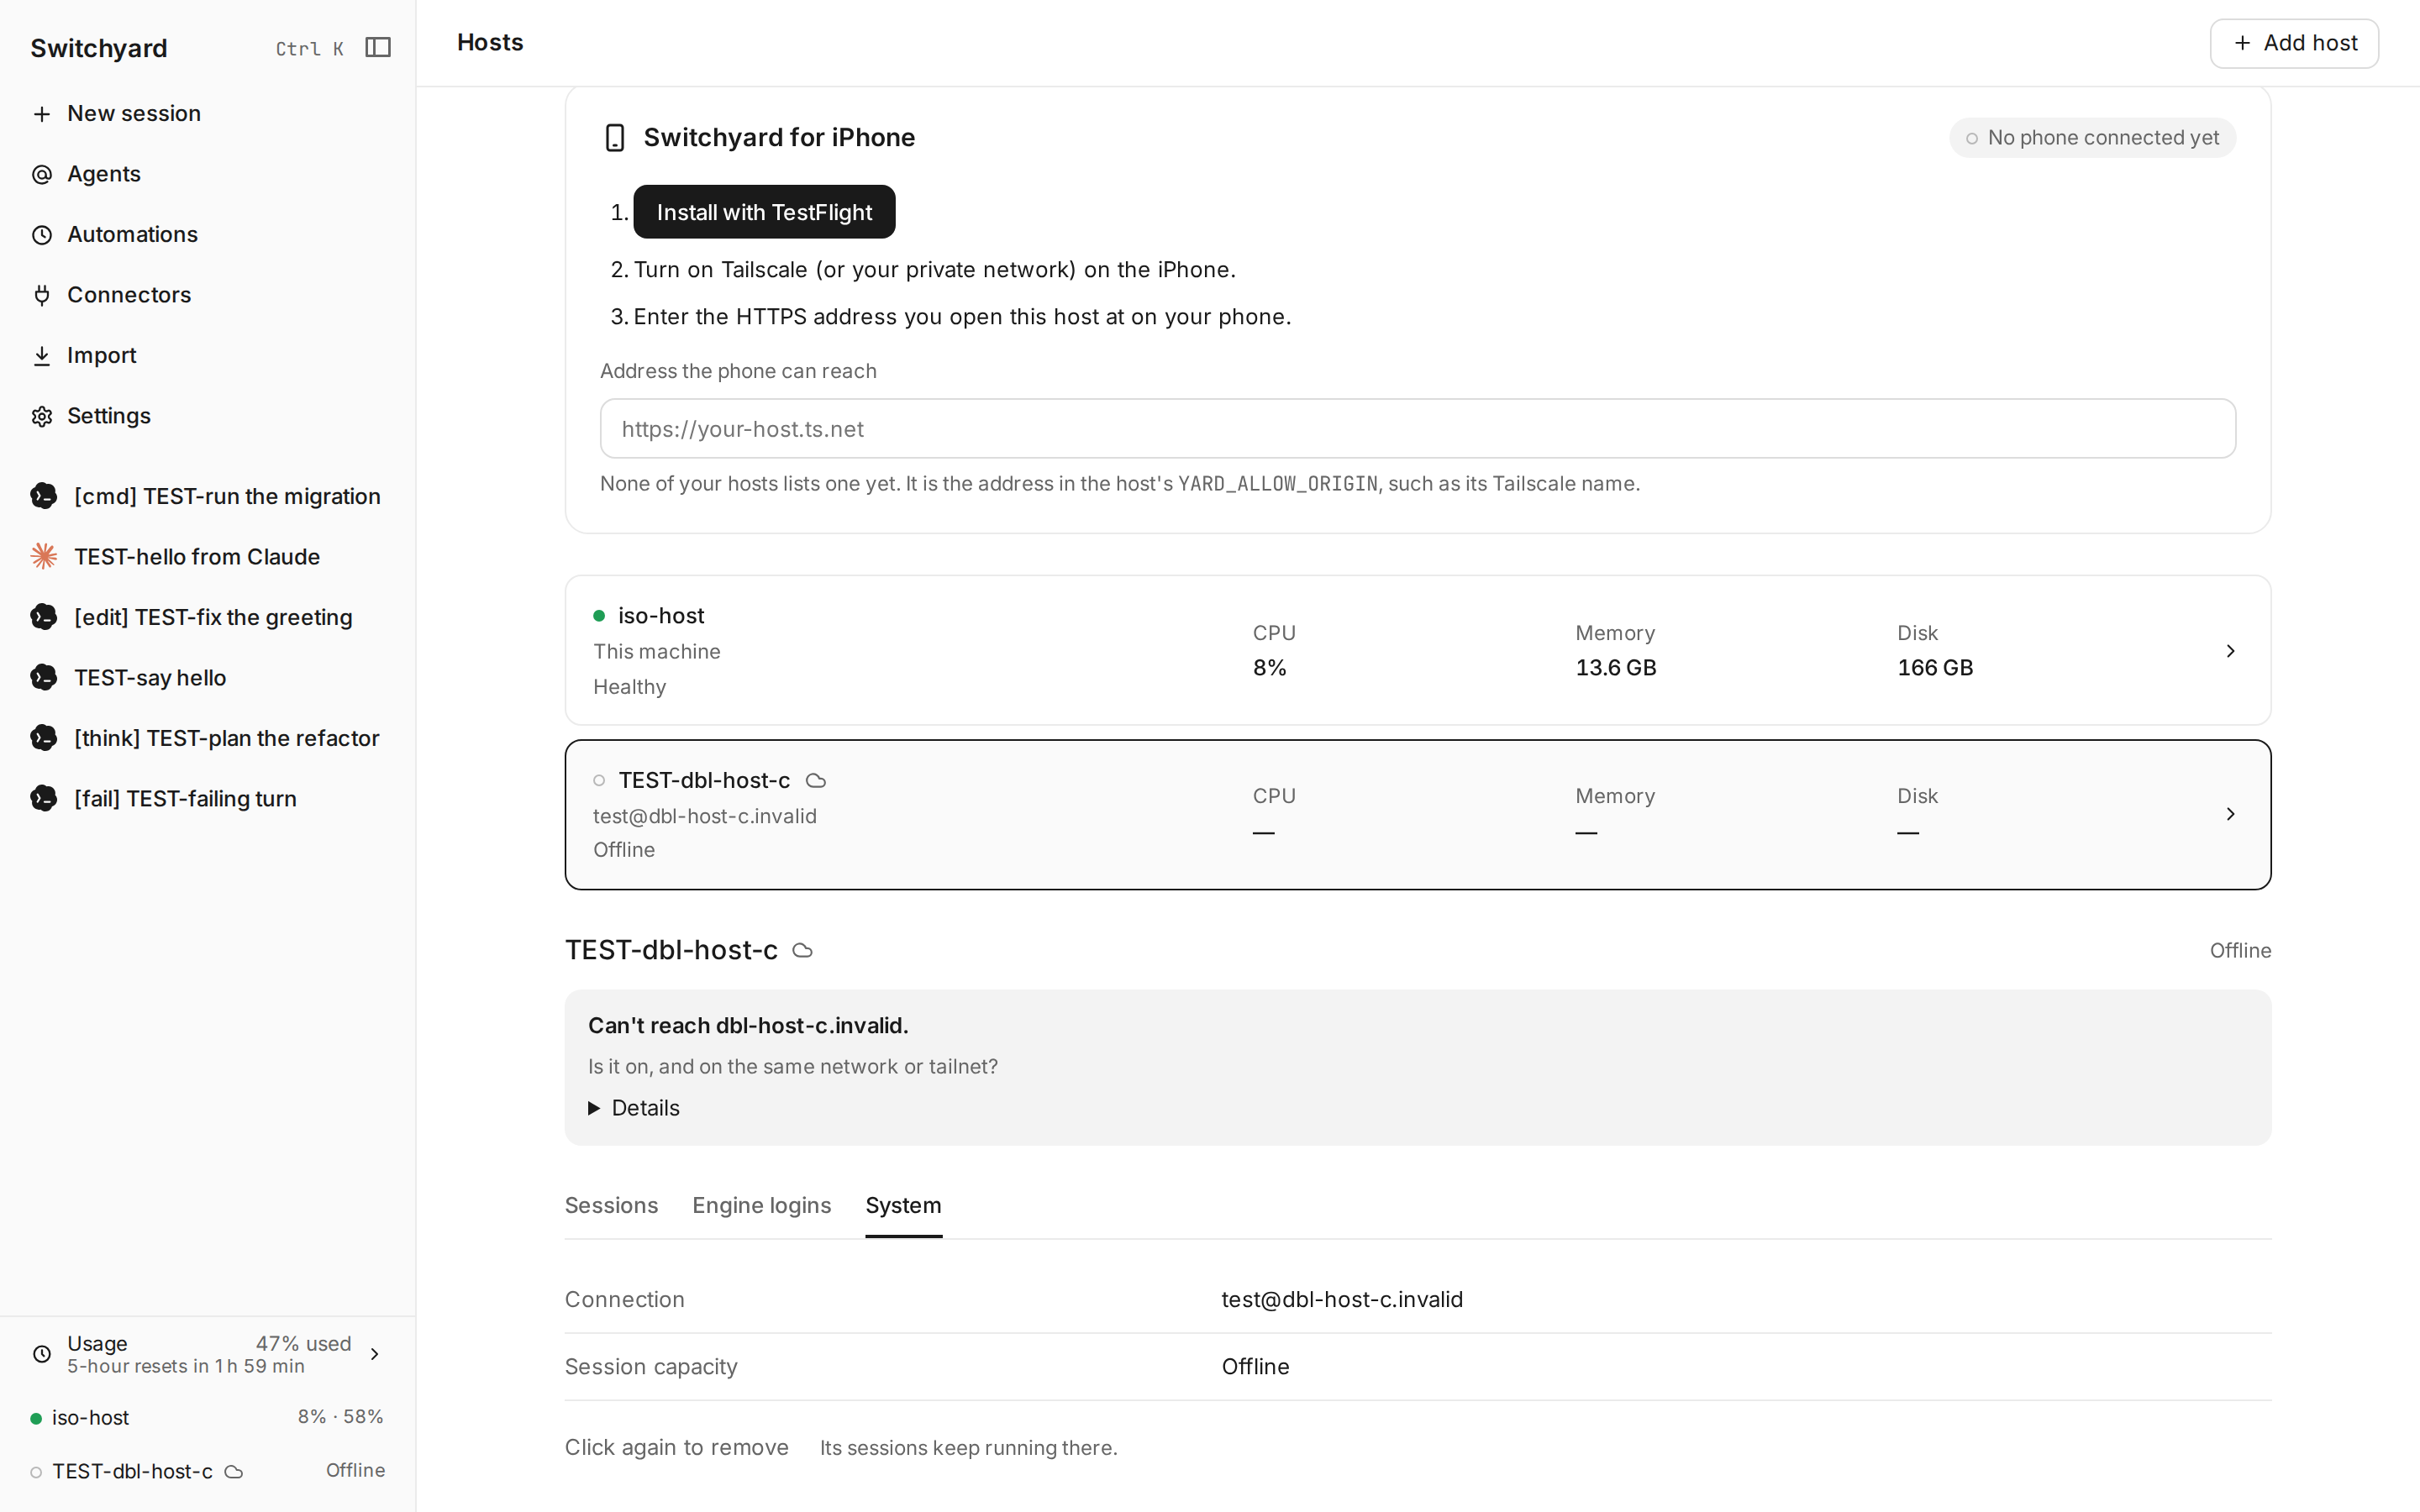 Switchyard
Ctrl K
New session
Agents
Automations
Connectors
Import
Settings
[cmd] TEST-run the migration
TEST-hello from Claude
[edit] TEST-fix the greeting
TEST-say hello
[think] TEST-plan the refactor
[fail] TEST-failing turn
Usage
47% used
5-hour resets in 1 h 59 min
iso-host
8% · 58%
TEST-dbl-host-c
Offline
Hosts
+ Add host
Switchyard for iPhone
No phone connected yet
1. Install with TestFlight
2. Turn on Tailscale (or your private network) on the iPhone.
3. Enter the HTTPS address you open this host at on your phone.
Address the phone can reach
https://your-host.ts.net
None of your hosts lists one yet. It is the address in the host's YARD_ALLOW_ORIGIN, such as its Tailscale name.
iso-host
This machine
Healthy
CPU
8%
Memory
13.6 GB
Disk
166 GB
TEST-dbl-host-c
test@dbl-host-c.invalid
Offline
CPU
—
Memory
—
Disk
—
TEST-dbl-host-c
Offline
Can't reach dbl-host-c.invalid.
Is it on, and on the same network or tailnet?
Details
Sessions
Engine logins
System
Connection
test@dbl-host-c.invalid
Session capacity
Offline
Click again to remove
Its sessions keep running there.